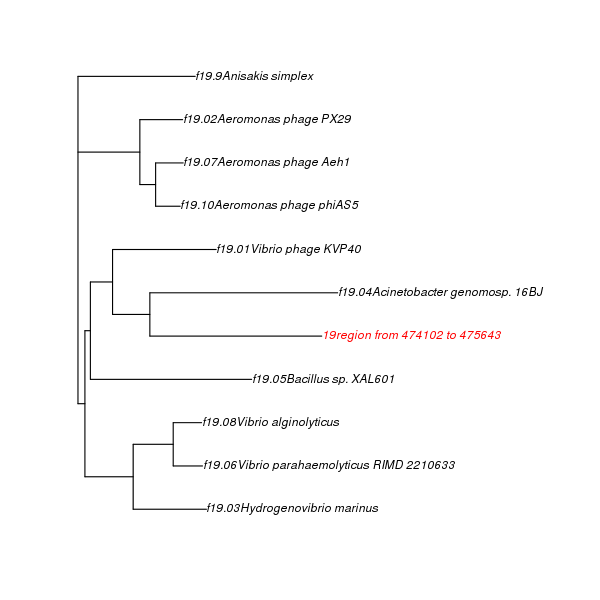 f19.9Anisakis simplex
f19.02Aeromonas phage PX29
f19.07Aeromonas phage Aeh1
f19.10Aeromonas phage phiAS5
f19.01Vibrio phage KVP40
f19.04Acinetobacter genomosp. 16BJ
19region from 474102 to 475643
f19.05Bacillus sp. XAL601
f19.08Vibrio alginolyticus
f19.06Vibrio parahaemolyticus RIMD 2210633
f19.03Hydrogenovibrio marinus